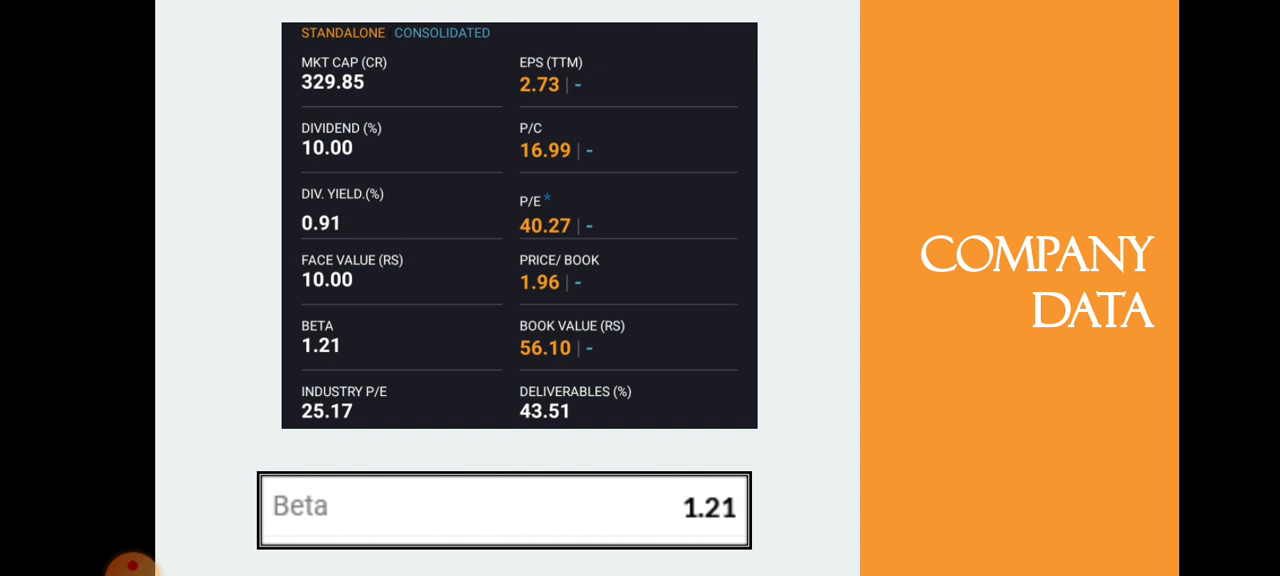 STANDALONE | CONSOLIDATED
MKT CAP (CR)
329.85
EPS (TTM)
2.73 | -
DIVIDEND (%)
10.00
P/C
16.99 | -
DIV. YIELD.(%)
0.91
P/E *
40.27 | -
FACE VALUE (RS)
10.00
PRICE/ BOOK
1.96 | -
BETA
1.21
BOOK VALUE (RS)
56.10 | -
INDUSTRY P/E
25.17
DELIVERABLES (%)
43.51
Beta 1.21
COMPANY
DATA